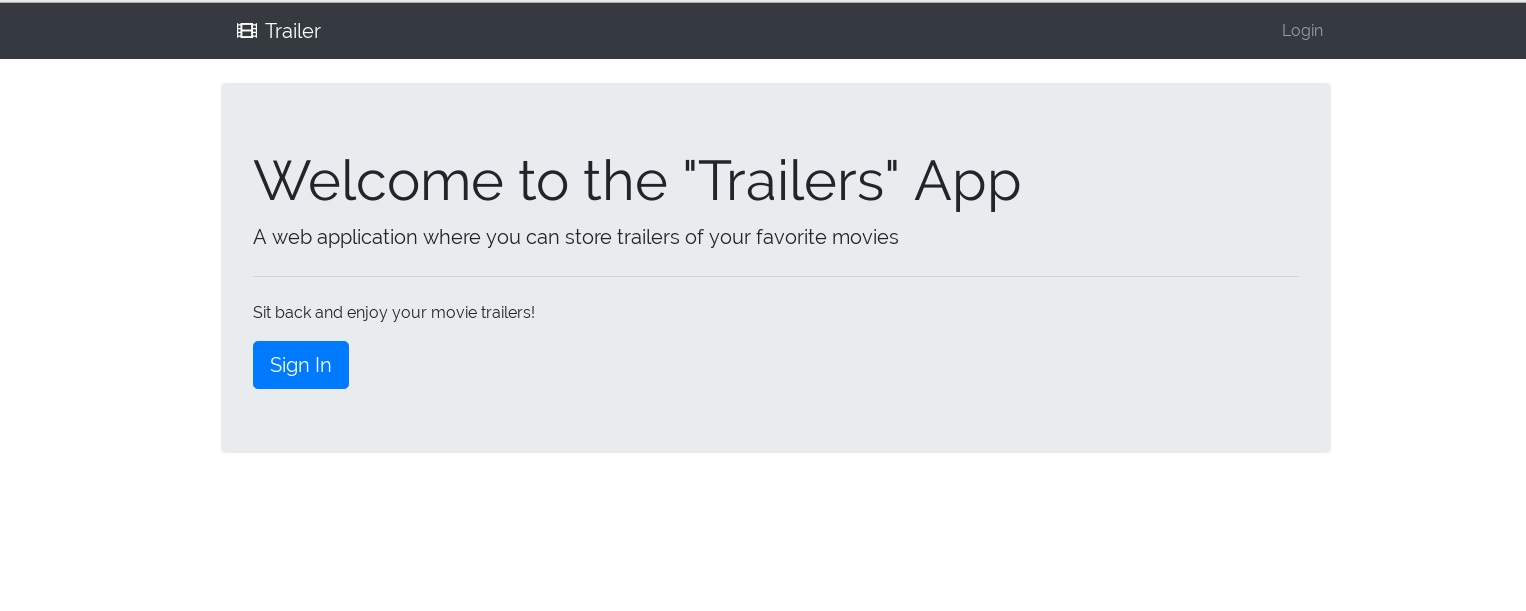 Trailer
Login
Welcome to the "Trailers" App
A web application where you can store trailers of your favorite movies
Sit back and enjoy your movie trailers!
Sign In